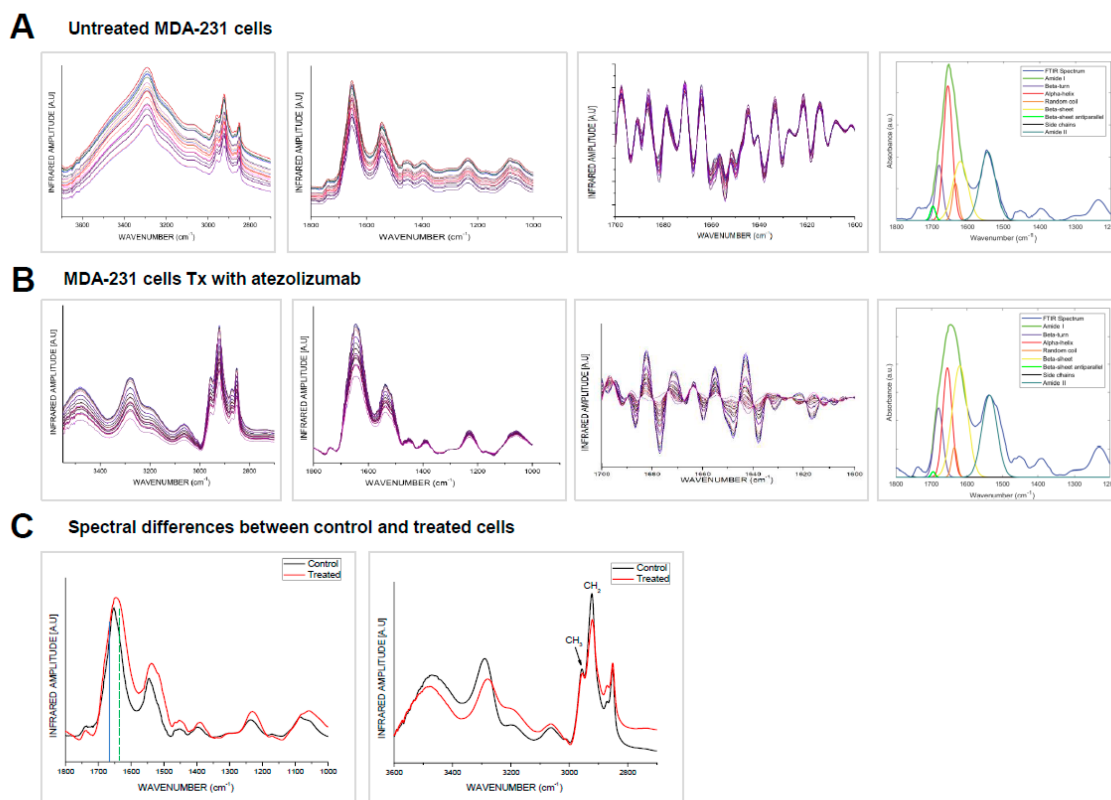 A Untreated MDA-231 cells
INFRARED AMPLITUDE [A.U]
3600 3400 3200 3000 2800
WAVENUMBER (cm-1)
INFRARED AMPLITUDE [A.U]
1800 1600 1400 1200 1000
WAVENUMBER (cm-1)
INFRARED AMPLITUDE (A.U)
1700 1680 1660 1640 1620 1600
WAVENUMBER (cm-1)
Absorbance (a.u.)
FTIR Spectrum
Amide I
Beta-turn
Alpha-helix
Random coil
Beta-sheet
Beta-sheet antiparallel
Side chains
Amide II
1800 1700 1600 1500 1400 1300
Wavenumber (cm-1)
B MDA-231 cells Tx with atezolizumab
INFRARED AMPLITUDE [A.U]
3400 3200 3000 2800
WAVENUMBER (cm-1)
INFRARED AMPLITUDE [A.U]
1800 1600 1400 1200 1000
WAVENUMBER (cm-1)
INFRARED AMPLITUDE [A.U]
1700 1680 1660 1640 1620 1600
WAVENUMBER (cm-1)
Absorbance (a.u.)
FTIR Spectrum
Amide I
Beta-turn
Alpha-helix
Random coil
Beta-sheet
Beta-sheet antiparallel
Side chains
Amide II
1800 1700 1600 1500 1400 1300
Wavenumber (cm-1)
C Spectral differences between control and treated cells
INFRARED AMPLITUDE [A.U]
Control
Treated
1800 1700 1600 1500 1400 1300 1200 1100 1000
WAVENUMBER (cm-1)
INFRARED AMPLITUDE [A.U]
Control
Treated
CH2
CH3
3600 3400 3200 3000 2800
WAVENUMBER (cm-1)